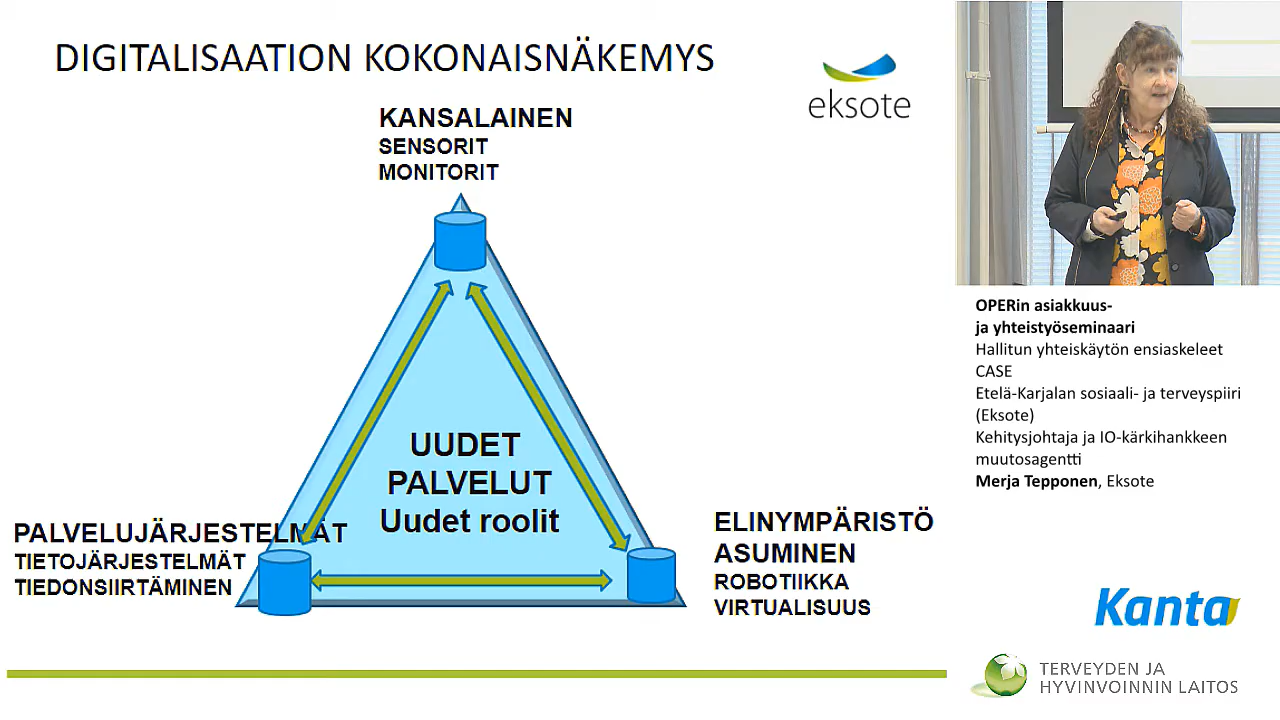 DIGITALISAATION KOKONAISNÄKEMYS
eksote
KANSALAINEN
SENSORIT
MONITORIT
UUDET
PALVELUT
Uudet roolit
PALVELUJÄRJESTELMÄT
TIETOJÄRJESTELMÄT
TIEDONSIIRTÄMINEN
ELINYMPÄRISTÖ
ASUMINEN
ROBOTIIKKA
VIRTUALISUUS
OPERin asiakkuus-
ja yhteistyöseminaari
Hallitun yhteiskäytön ensiaskeleet
CASE
Etelä-Karjalan sosiaali- ja terveyspiiri
(Eksote)
Kehitysjohtaja ja IO-kärkihankkeen
muutosagentti
Merja Tepponen, Eksote
Kanta
TERVEYDEN JA
HYVINVOINNIN LAITOS